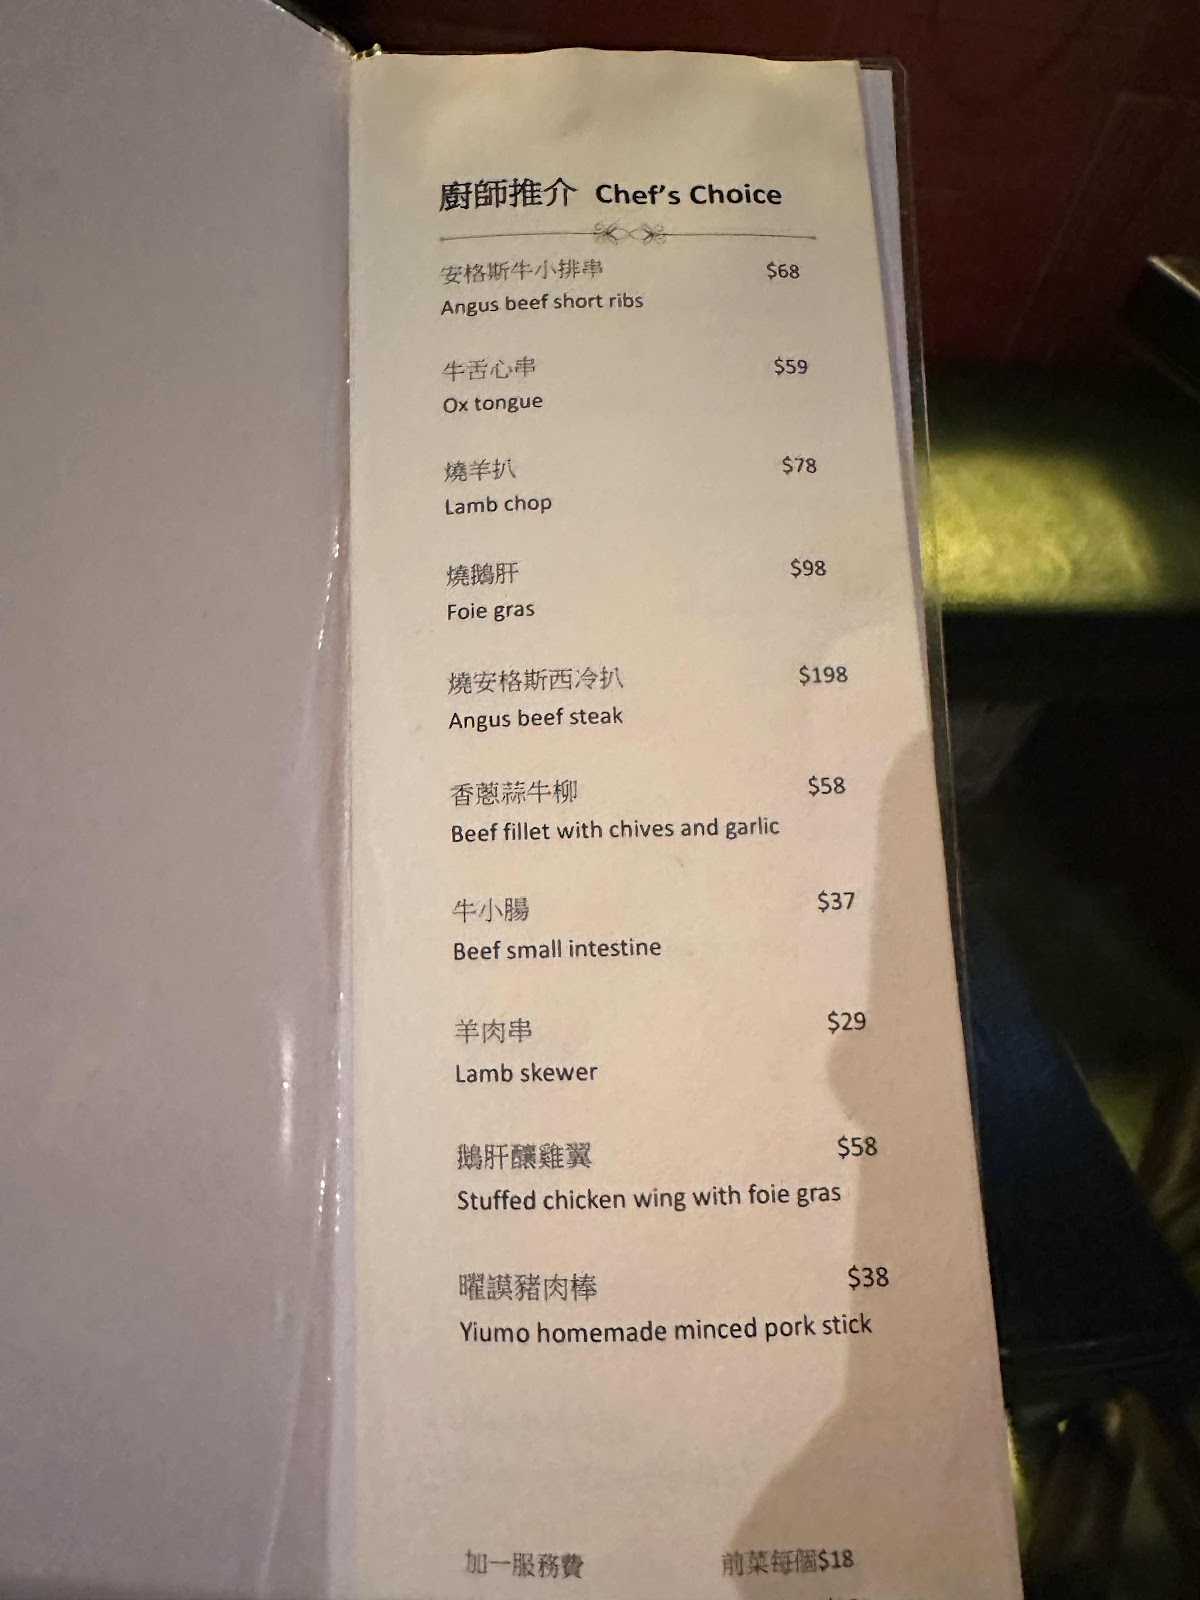 廚師推介 Chef's Choice
安格斯牛小排串 $68
Angus beef short ribs
牛舌心串 $59
Ox tongue
燒羊扒 $78
Lamb chop
燒鵝肝 $98
Foie gras
燒安格斯西冷扒 $198
Angus beef steak
香蔥蒜牛柳 $58
Beef fillet with chives and garlic
牛小腸 $37
Beef small intestine
羊肉串 $29
Lamb skewer
鵝肝釀雞翼 $58
Stuffed chicken wing with foie gras
曜謨豬肉棒 $38
Yiumo homemade minced pork stick
加一服務費 前菜每個$18